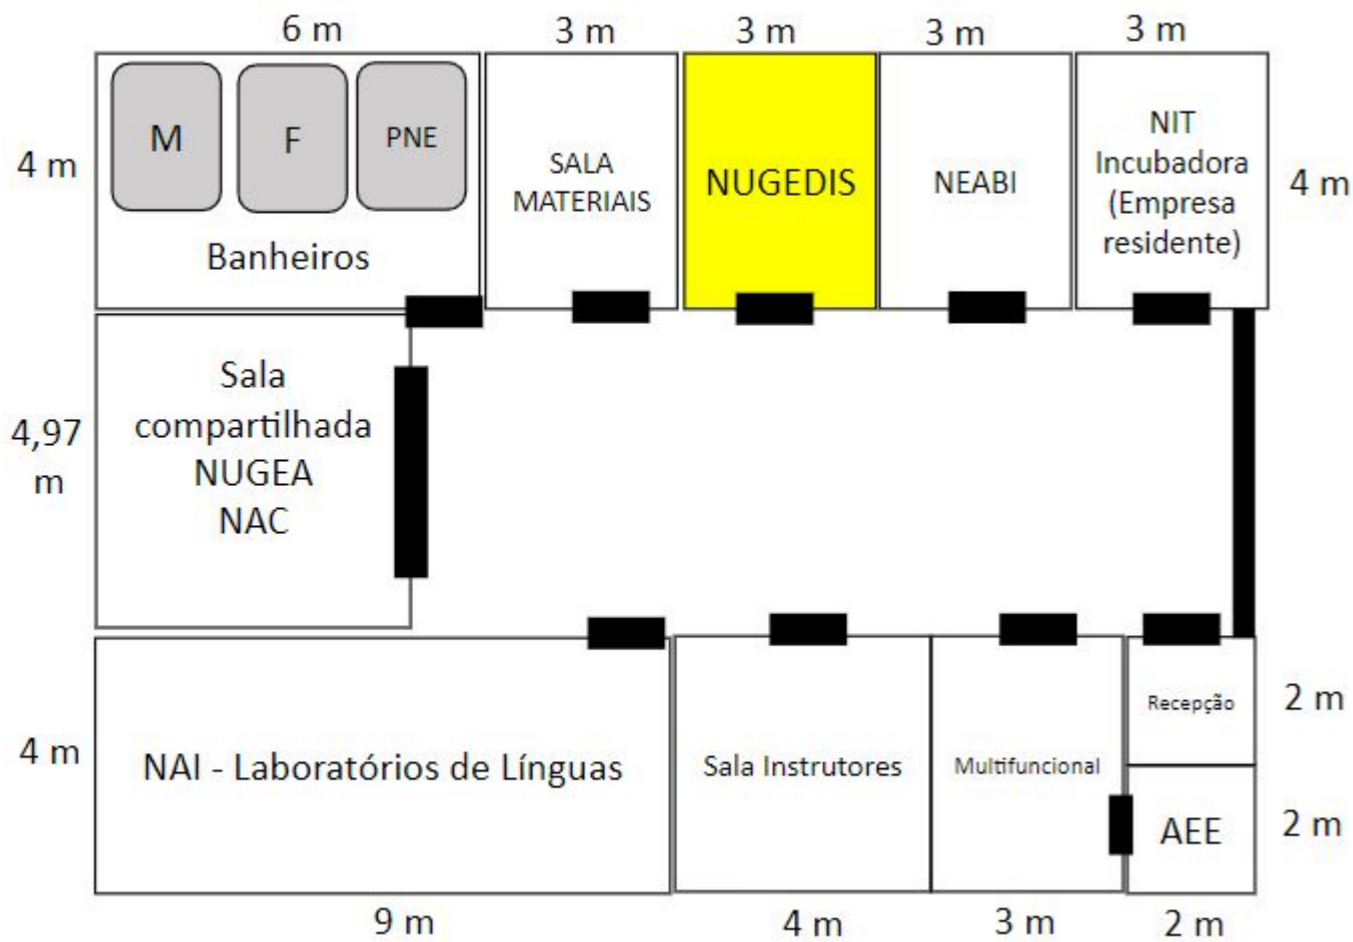 6 m
3 m
3 m
3 m
3 m
M
F
PNE
Banheiros
4 m
SALA
MATERIAIS
NUGEDIS
NEABI
NIT
Incubadora
(Empresa
residente)
4 m
4,97
m
Sala
compartilhada
NUGEA
NAC
4 m
NAI - Laboratórios de Línguas
Sala Instrutores
Multifuncional
Recepção
2 m
AEE
2 m
9 m
4 m
3 m
2 m